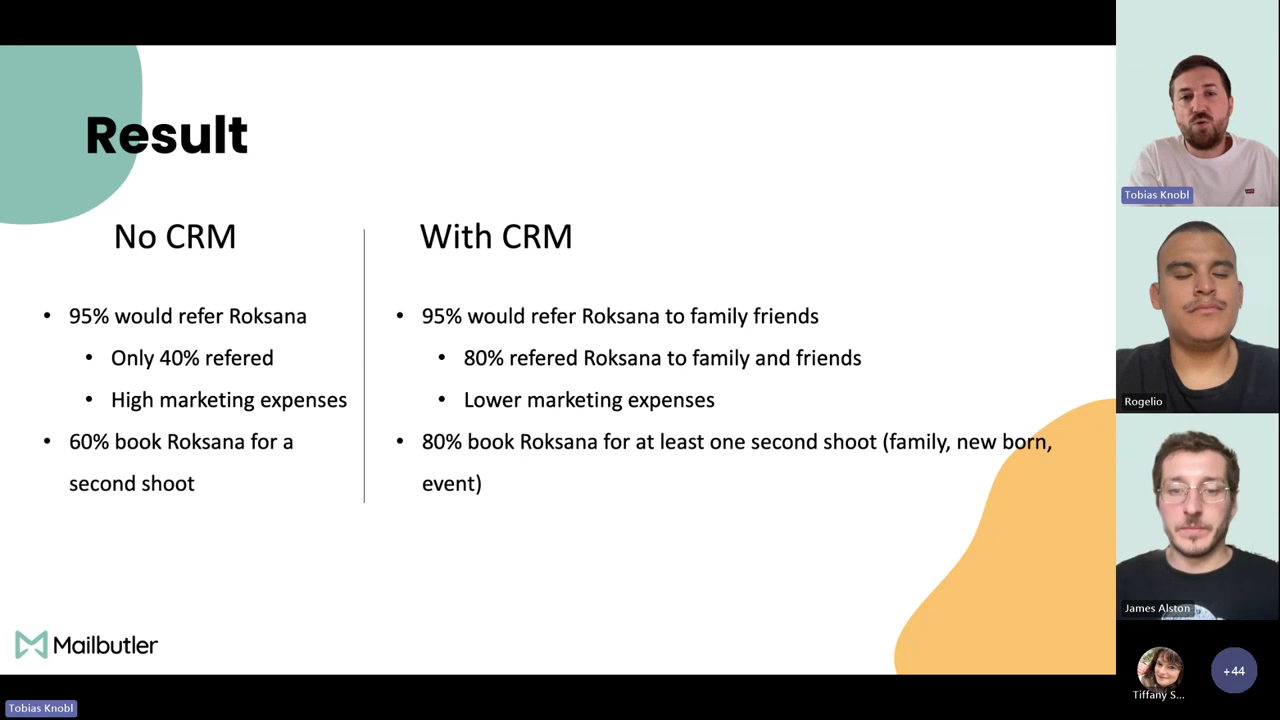 Result
No CRM
• 95% would refer Roksana
• Only 40% refered
• High marketing expenses
• 60% book Roksana for a
second shoot
With CRM
• 95% would refer Roksana to family friends
• 80% refered Roksana to family and friends
• Lower marketing expenses
• 80% book Roksana for at least one second shoot (family, new born,
event)
Mailbutler
Tobias Knobl
Tobias Knobl
Rogelio
James Alston
Tiffany S...
+44